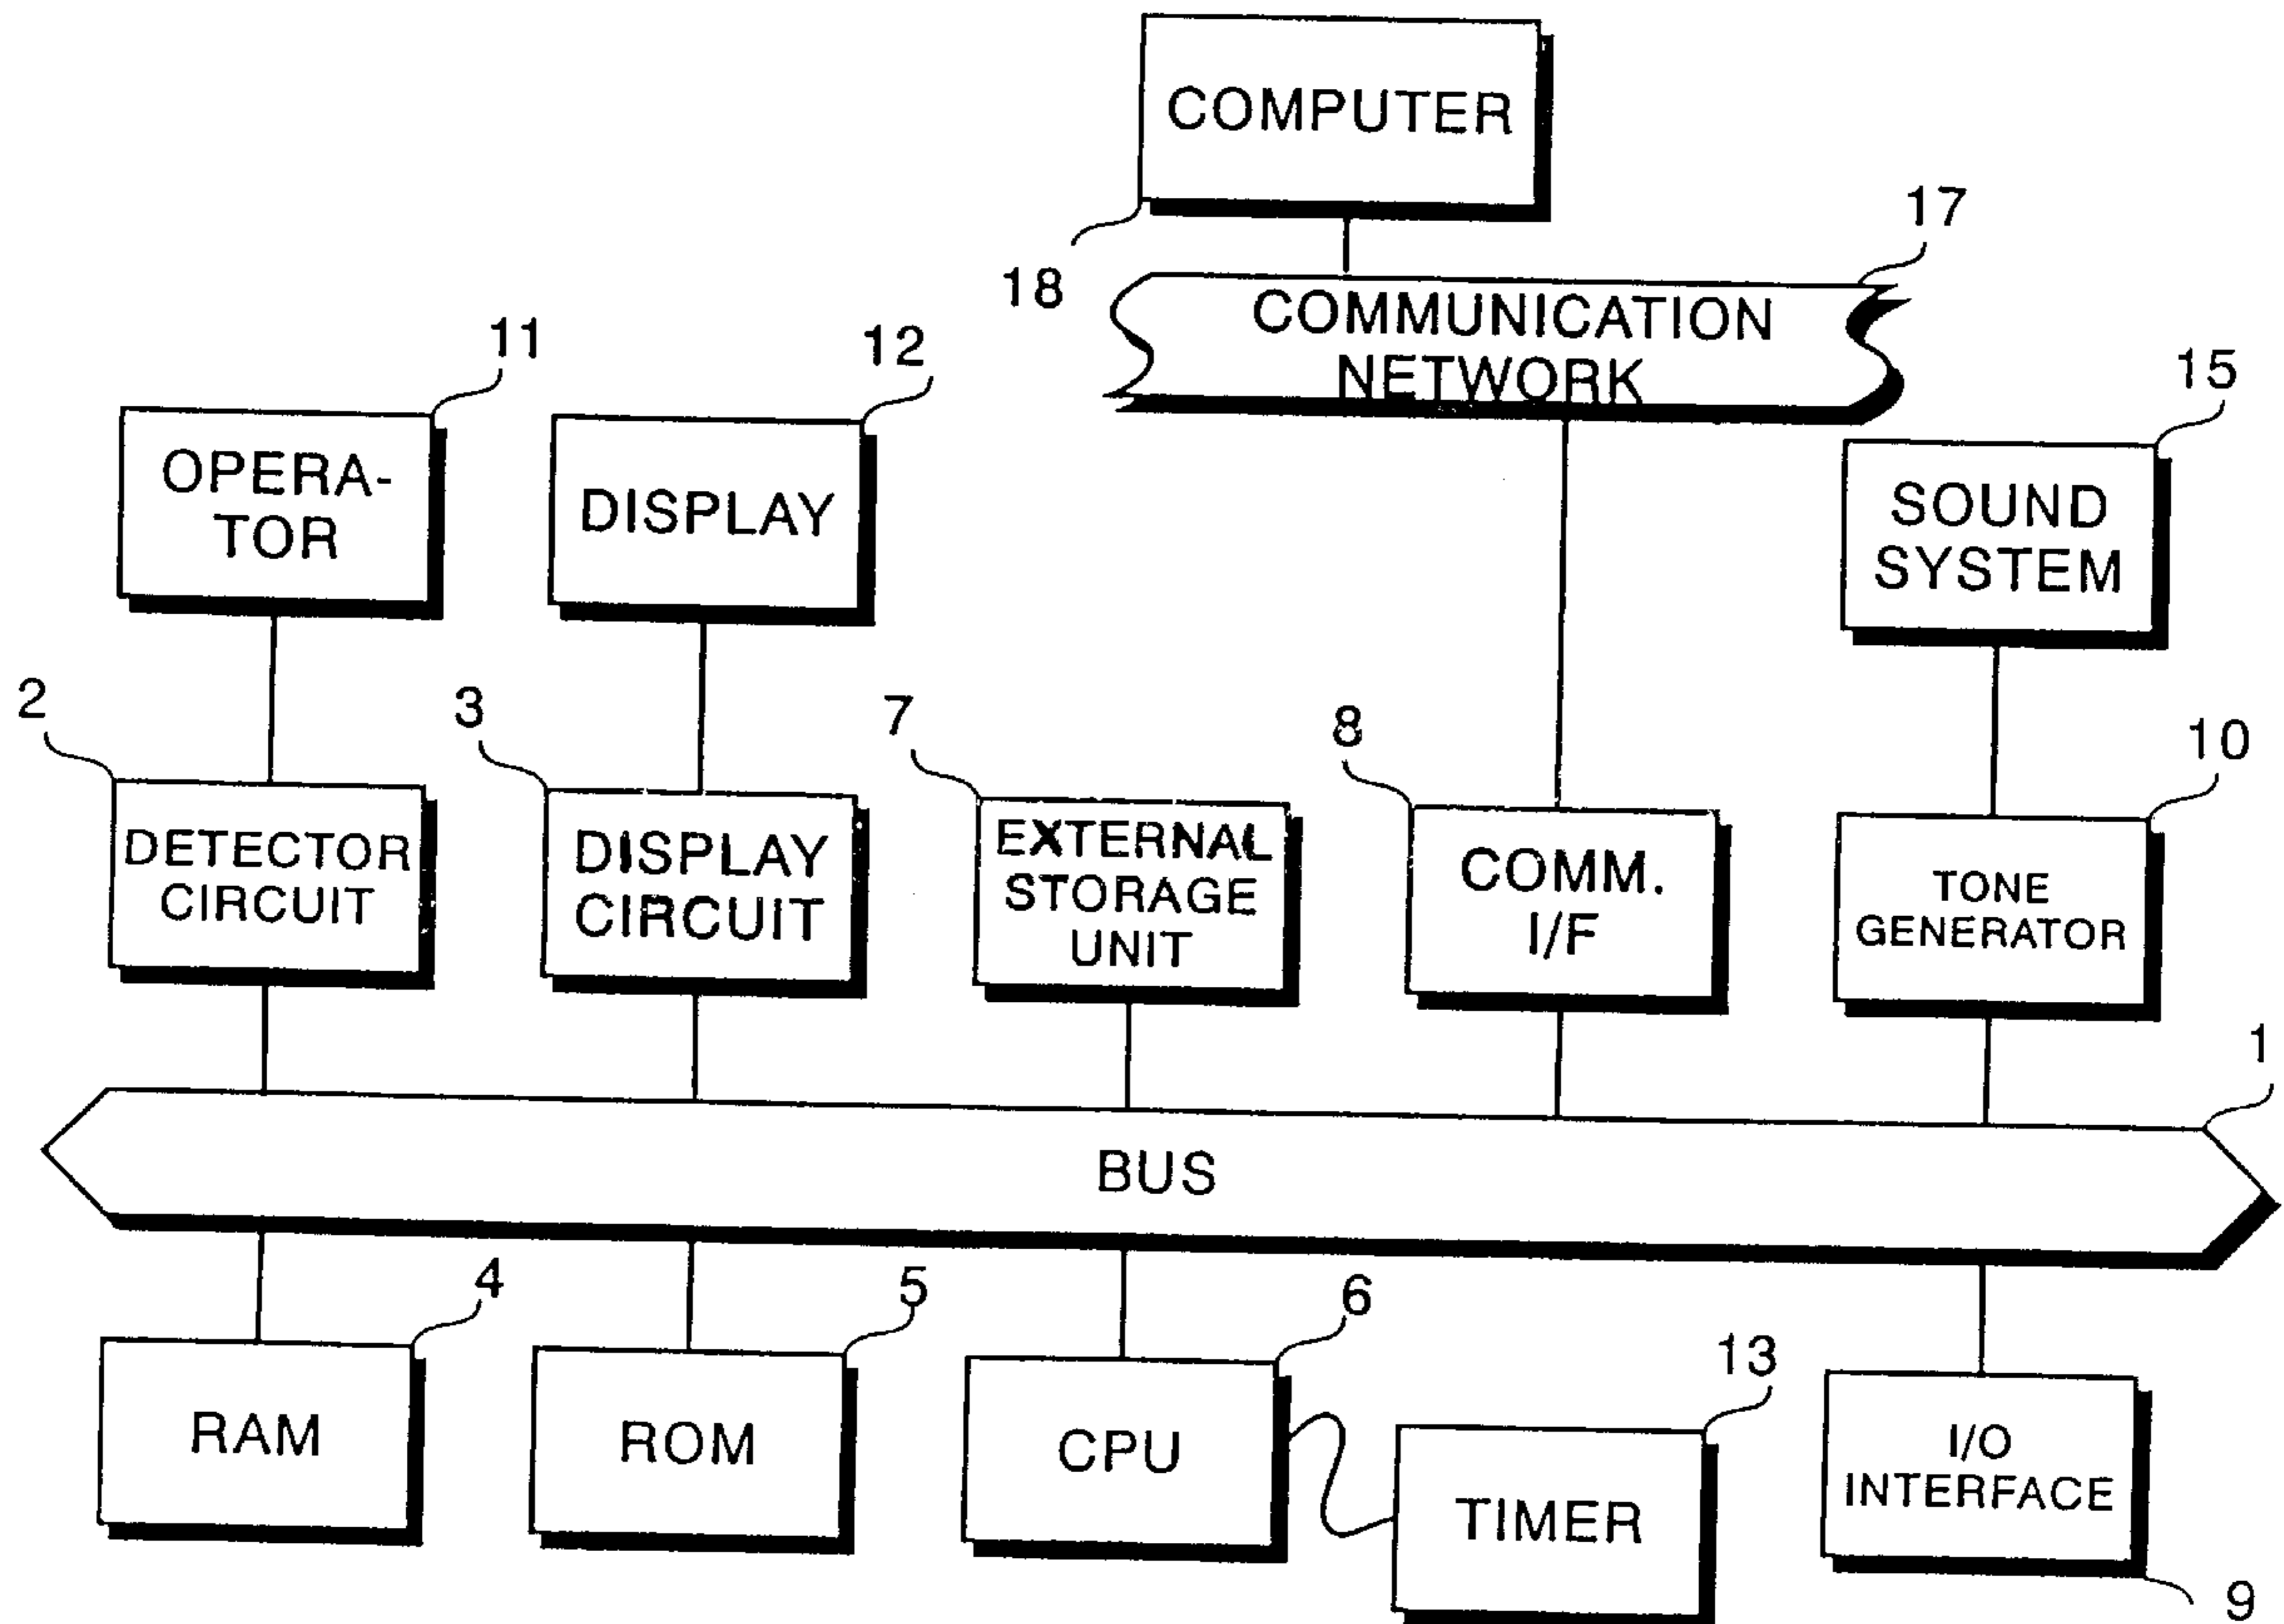 COMPUTER
17
18
COMMUNICATION
NETWORK
11
12
15
OPERA-
TOR
DISPLAY
SOUND
SYSTEM
2
3
7
8
10
DETECTOR
CIRCUIT
DISPLAY
CIRCUIT
EXTERNAL
STORAGE
UNIT
COMM.
I/F
TONE
GENERATOR
1
BUS
4
5
6
13
RAM
ROM
CPU
TIMER
I/O
INTERFACE
9